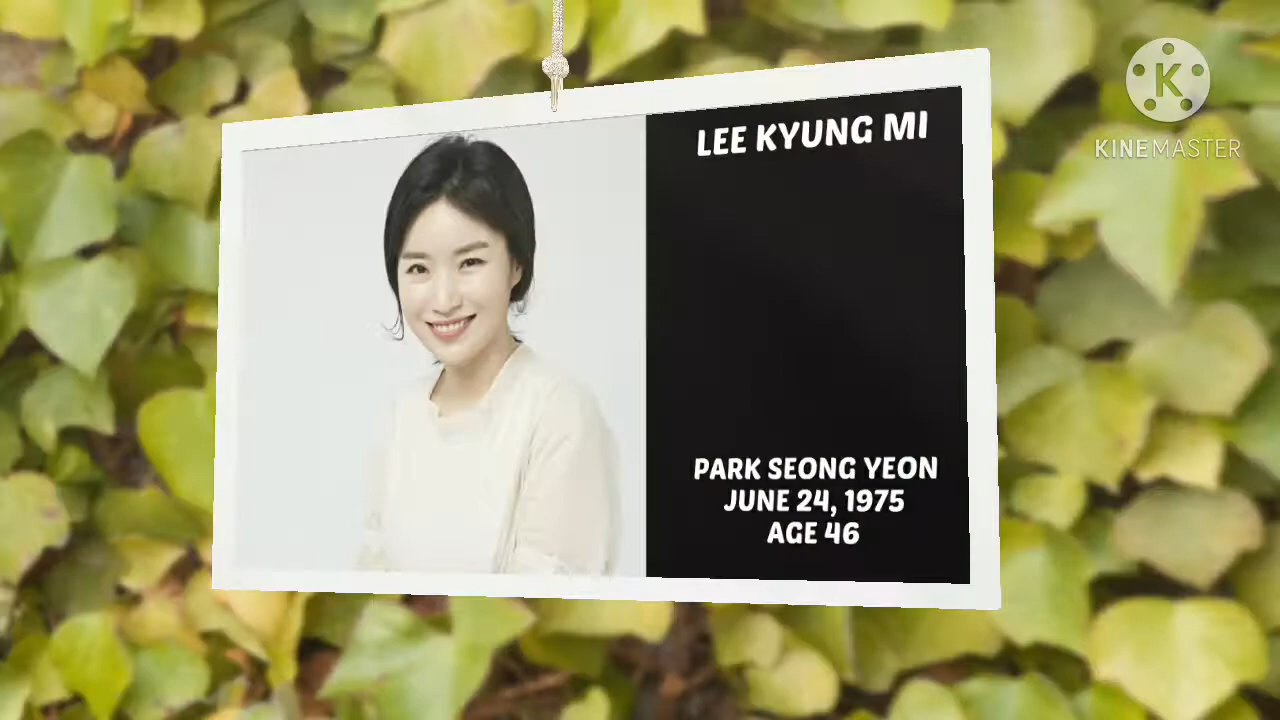 LEE KYUNG MI
PARK SEONG YEON
JUNE 24, 1975
AGE 46
K
KINEMASTER